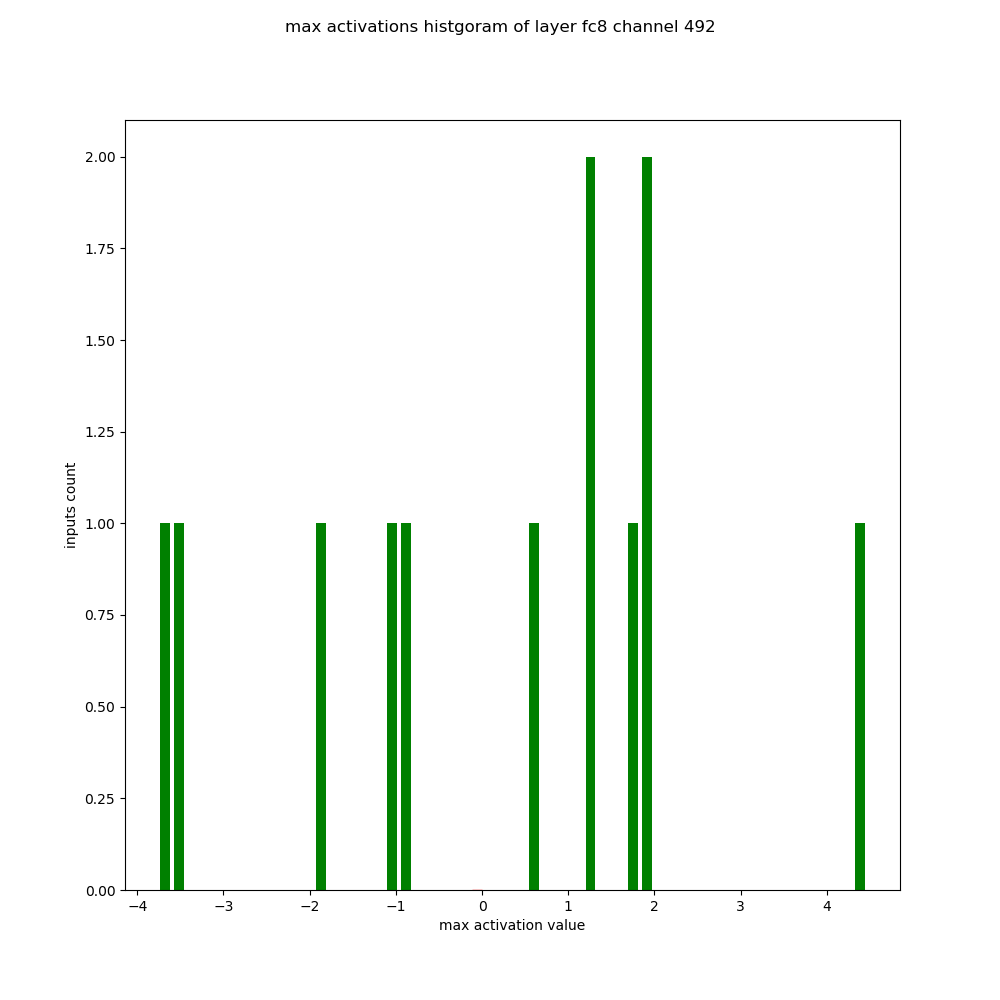 max activations histgoram of layer fc8 channel 492
2.00
1.75
1.50
1.25
1.00
0.75
0.50
0.25
0.00
inputs count
−4 −3 −2 −1 0 1 2 3 4
max activation value